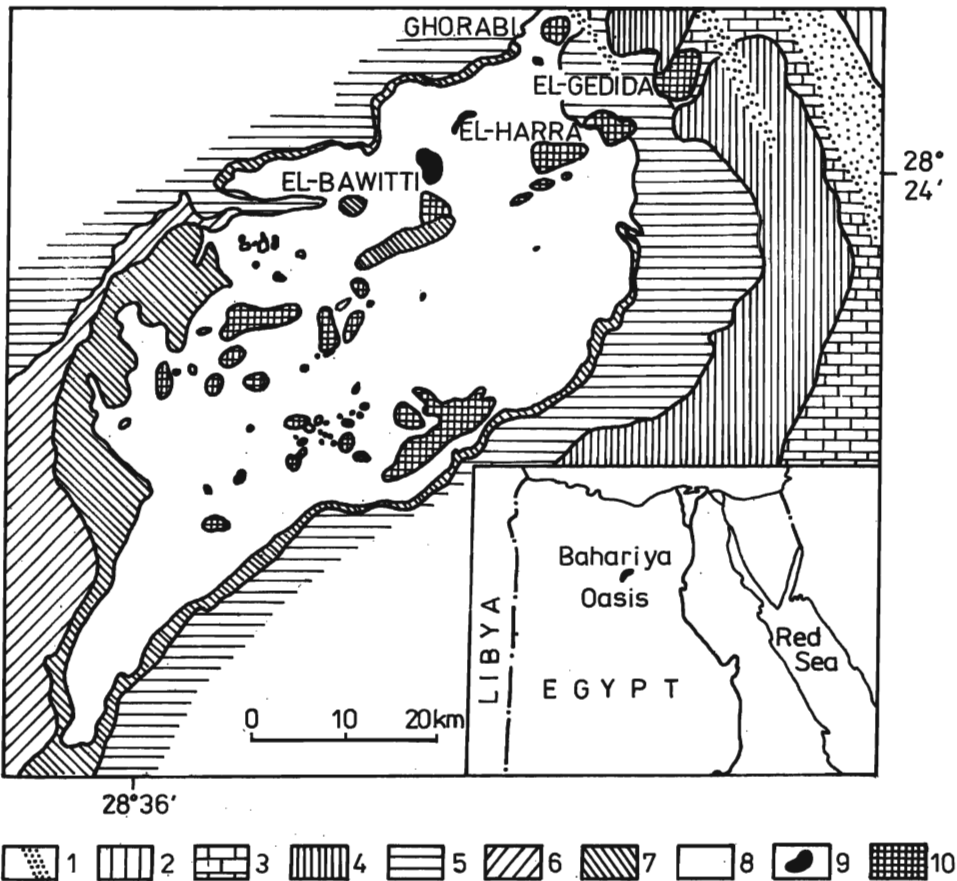 GHORABI
EL-GEDIDA
EL-HARRA
28°
24'
EL-BAWITTI
Bahariya
Oasis
LIBYA
Red
Sea
EGYPT
0 10 20km
28°36'
1 2 3 4 5 6 7 8 9 10